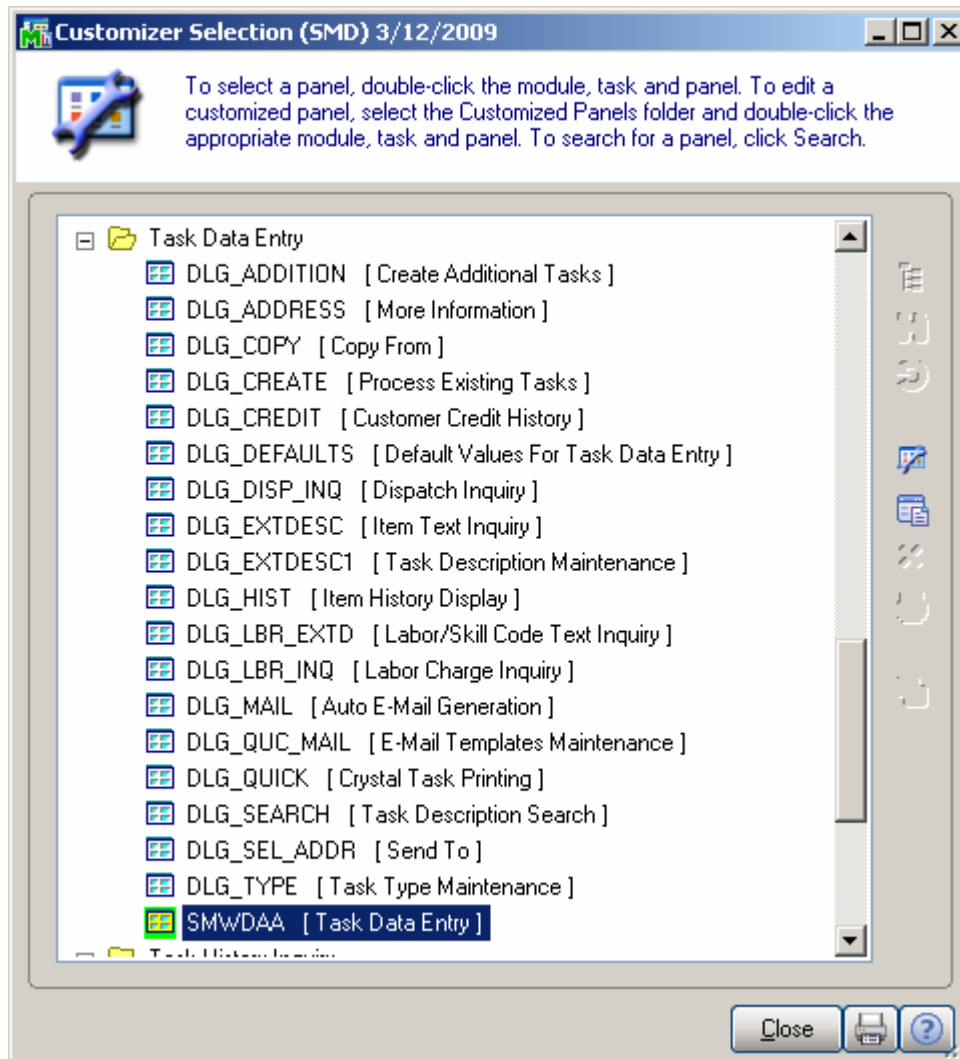 Customizer Selection (SMD) 3/12/2009
To select a panel, double-click the module, task and panel. To edit a
customized panel, select the Customized Panels folder and double-click the
appropriate module, task and panel. To search for a panel, click Search.
Task Data Entry
DLG_ADDITION [ Create Additional Tasks ]
DLG_ADDRESS [ More Information ]
DLG_COPY [ Copy From ]
DLG_CREATE [ Process Existing Tasks ]
DLG_CREDIT [ Customer Credit History ]
DLG_DEFAULTS [ Default Values For Task Data Entry ]
DLG_DISP_INQ [ Dispatch Inquiry ]
DLG_EXTDESC [ Item Text Inquiry ]
DLG_EXTDESC1 [ Task Description Maintenance ]
DLG_HIST [ Item History Display ]
DLG_LBR_EXTD [ Labor/Skill Code Text Inquiry ]
DLG_LBR_INQ [ Labor Charge Inquiry ]
DLG_MAIL [ Auto E-Mail Generation ]
DLG_QUC_MAIL [ E-Mail Templates Maintenance ]
DLG_QUICK [ Crystal Task Printing ]
DLG_SEARCH [ Task Description Search ]
DLG_SEL_ADDR [ Send To ]
DLG_TYPE [ Task Type Maintenance ]
SMWDAA [ Task Data Entry ]
Task History Inquiry
Close